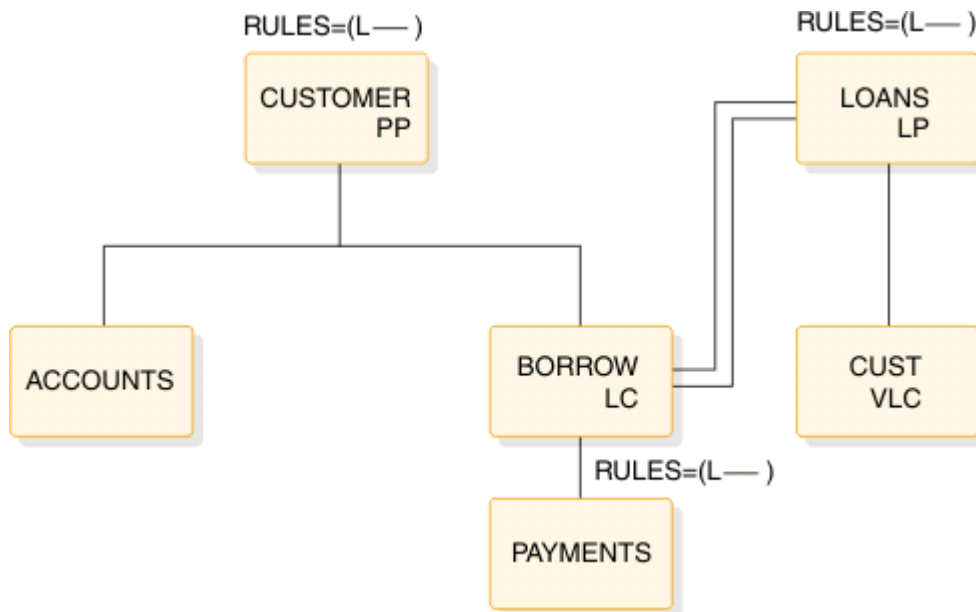 RULES=(L — )
RULES=(L — )
CUSTOMER
PP
LOANS
LP
ACCOUNTS
BORROW
LC
CUST
VLC
RULES=(L — )
PAYMENTS